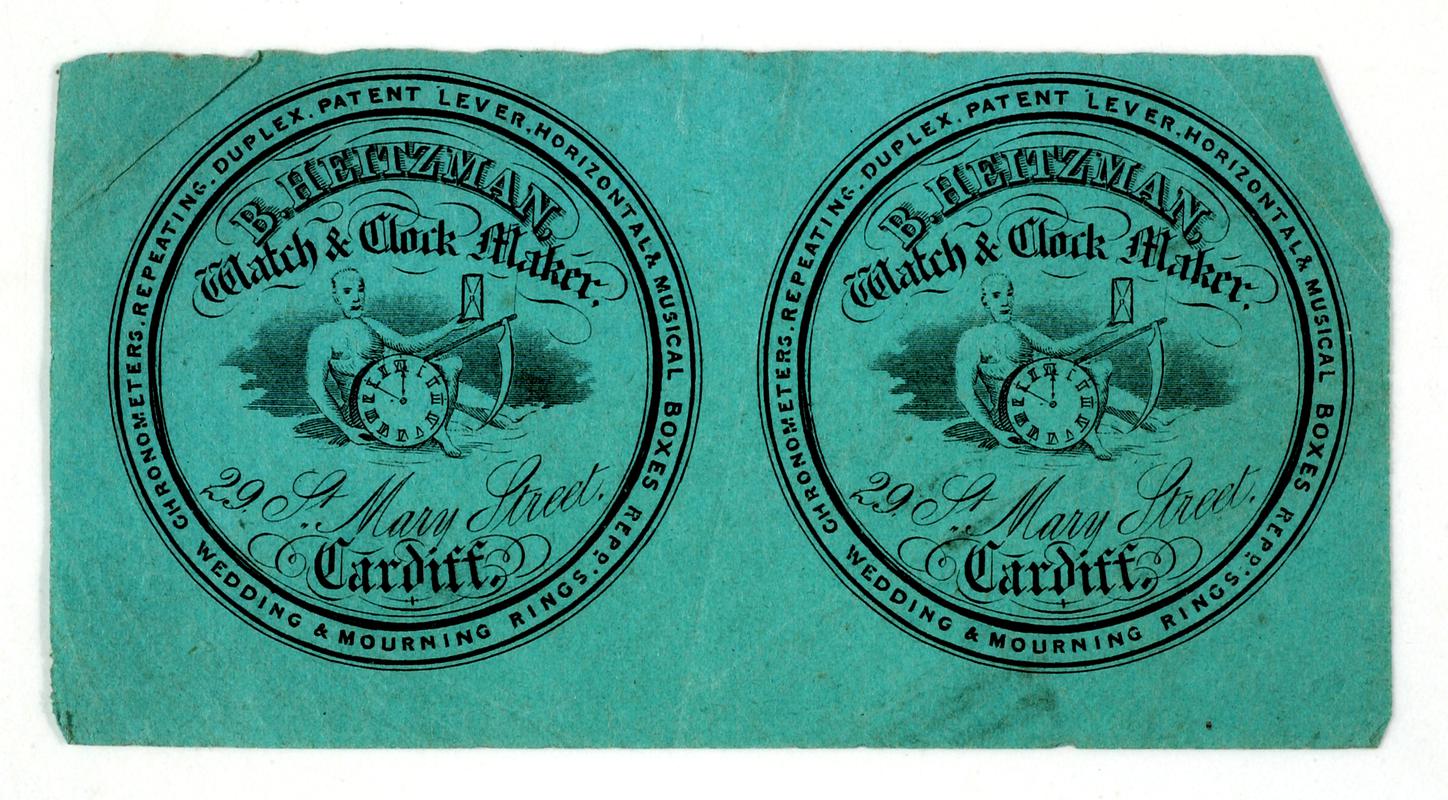 CHRONOMETERS. REPEATING. DUPLEX. PATENT LEVER, HORIZONTAL & MUSICAL BOXES REPD.
B. HEITZMAN,
Watch & Clock Maker.
29, St Mary Street.
Cardiff.
WEDDING & MOURNING RINGS.
CHRONOMETERS. REPEATING. DUPLEX. PATENT LEVER, HORIZONTAL & MUSICAL BOXES REPD.
B. HEITZMAN,
Watch & Clock Maker.
29, St Mary Street.
Cardiff.
WEDDING & MOURNING RINGS.